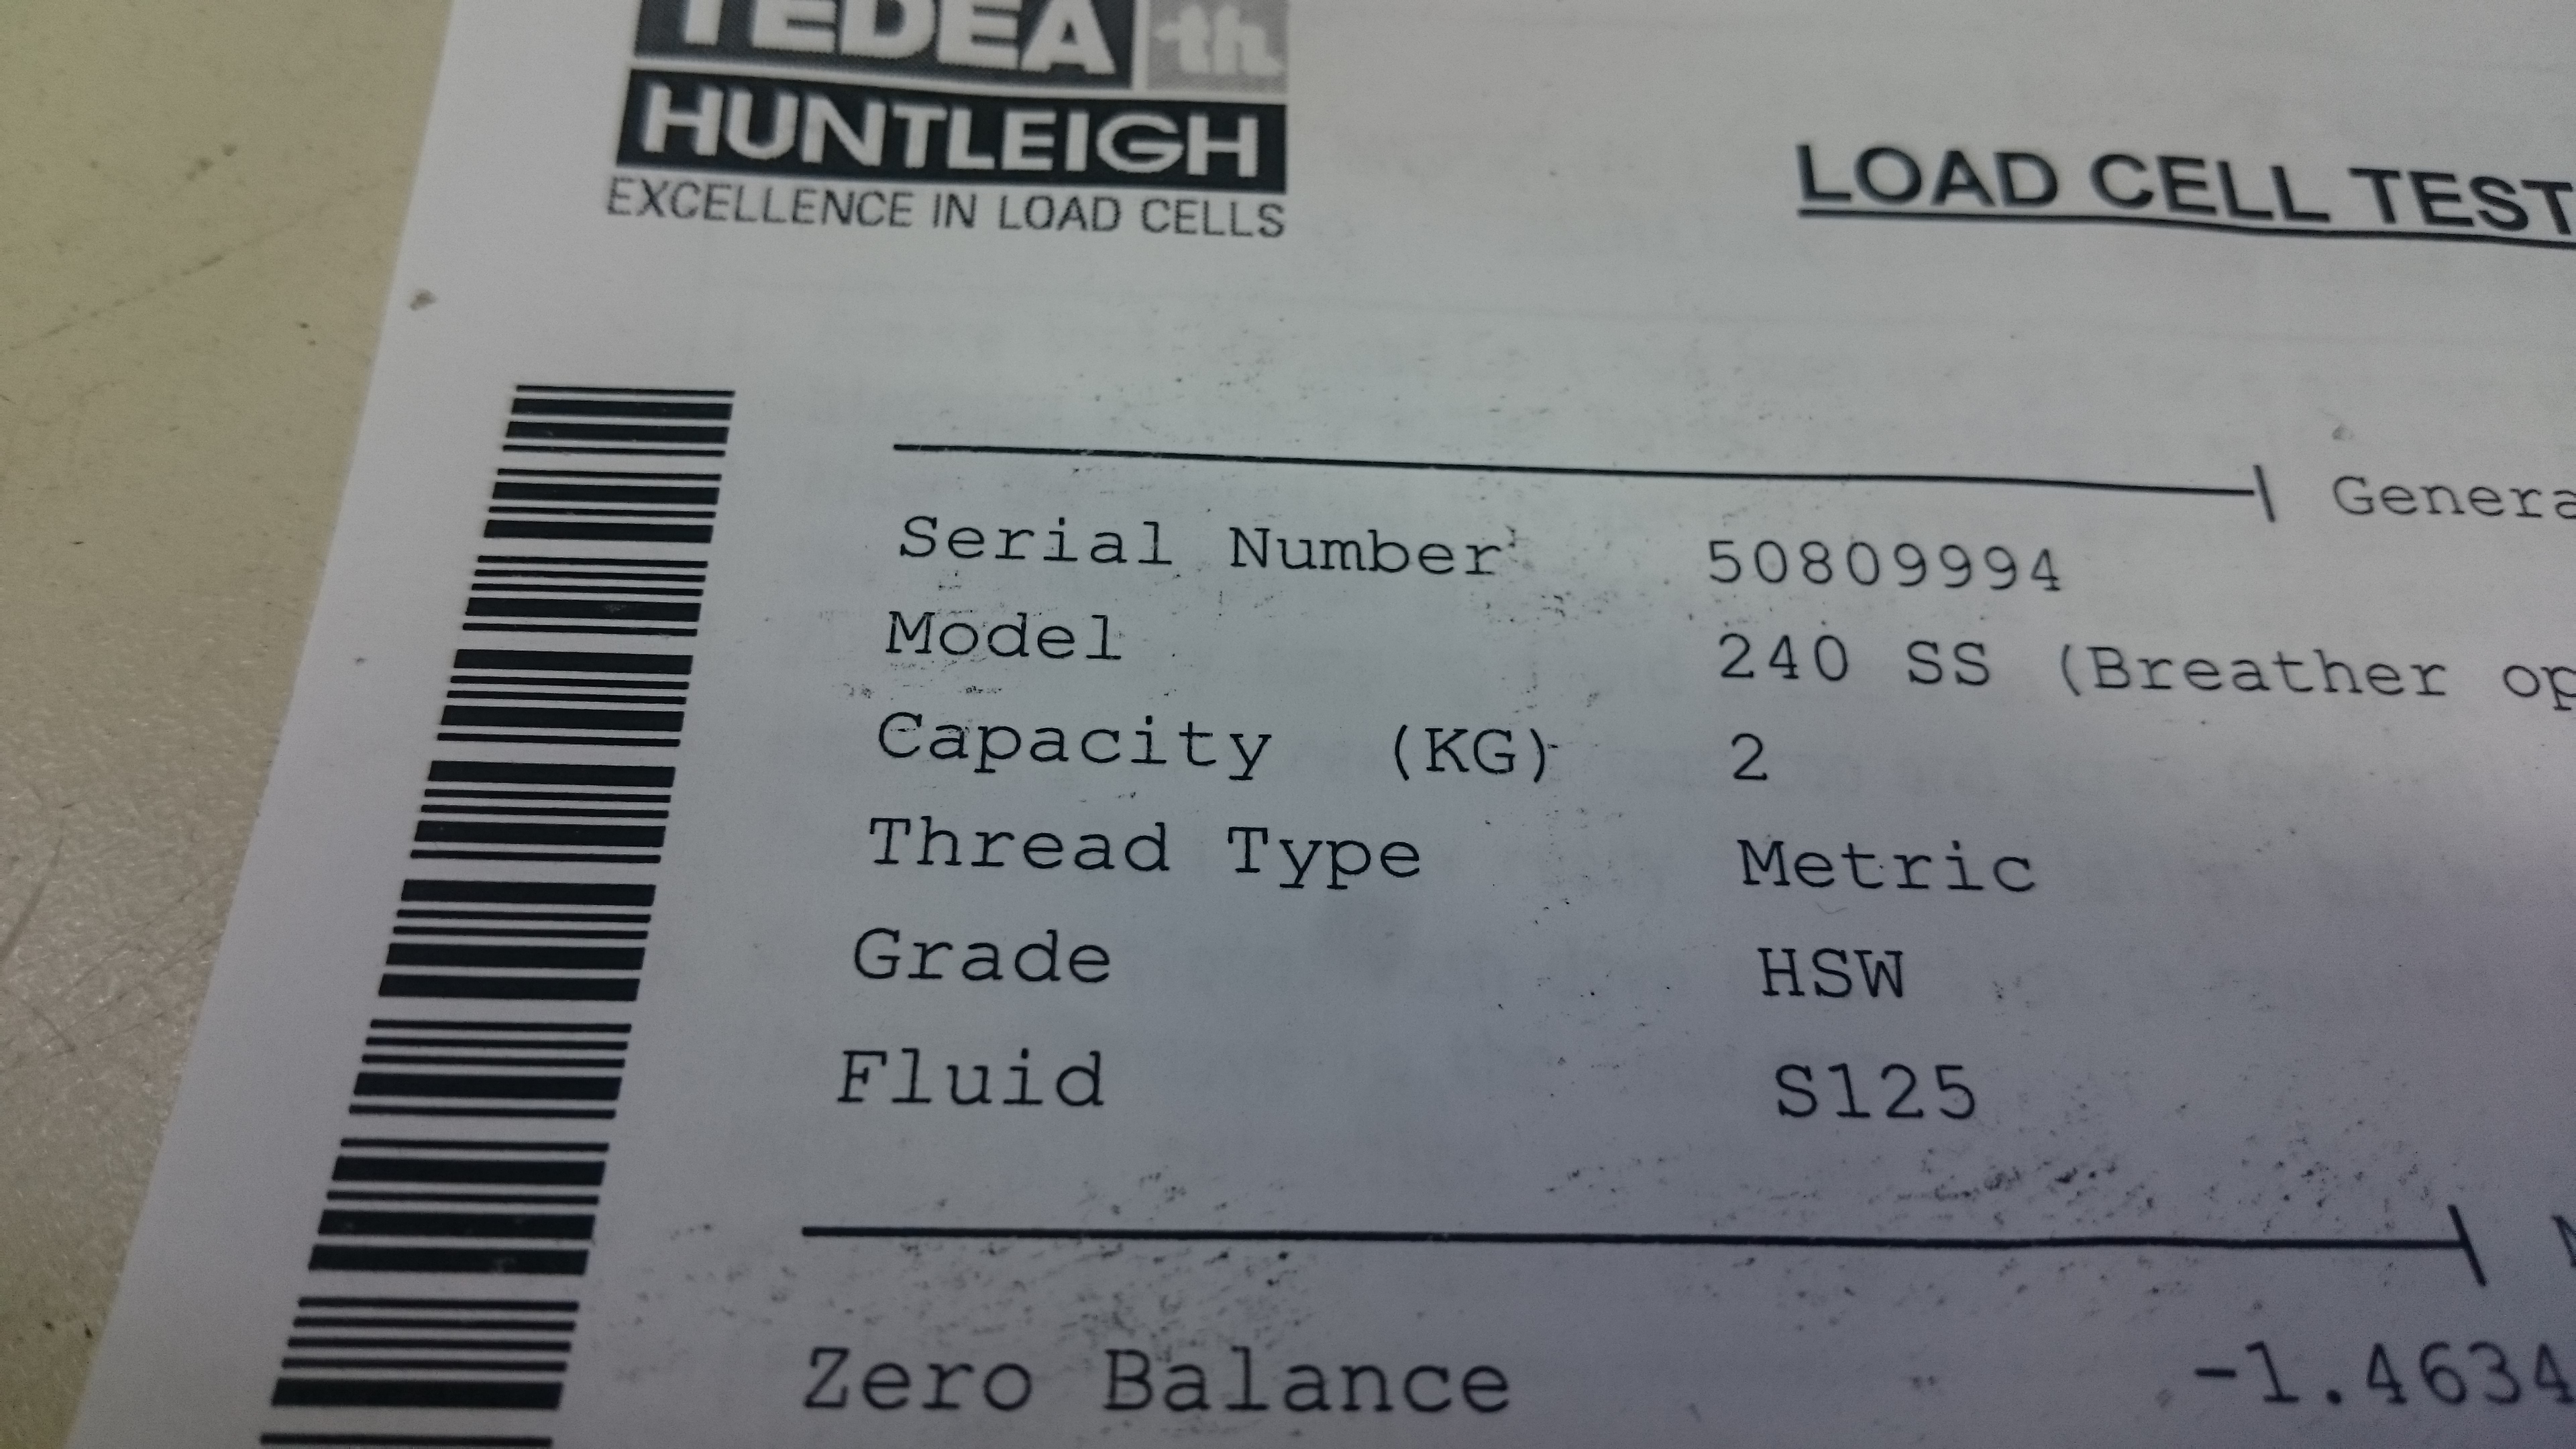 TEDEA th
HUNTLEIGH
EXCELLENCE IN LOAD CELLS
LOAD CELL TEST
Genera
Serial Number 50809994
Model 240 SS (Breather op
Capacity (KG) 2
Thread Type Metric
Grade HSW
Fluid S125
Zero Balance -1.4634